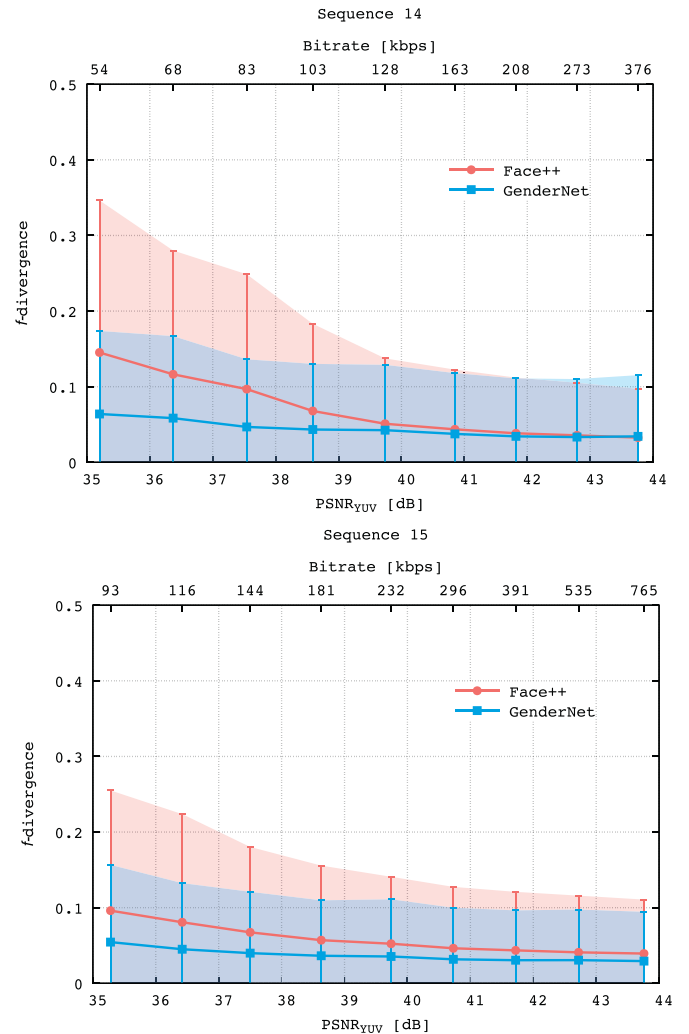 Sequence 14
Bitrate [kbps]
54 68 83 103 128 163 208 273 376
0.5
0.4
0.3
0.2
0.1
0
f-divergence
Face++
GenderNet
35 36 37 38 39 40 41 42 43 44
PSNR_YUV [dB]
Sequence 15
Bitrate [kbps]
93 116 144 181 232 296 391 535 765
0.5
0.4
0.3
0.2
0.1
0
f-divergence
Face++
GenderNet
35 36 37 38 39 40 41 42 43 44
PSNR_YUV [dB]